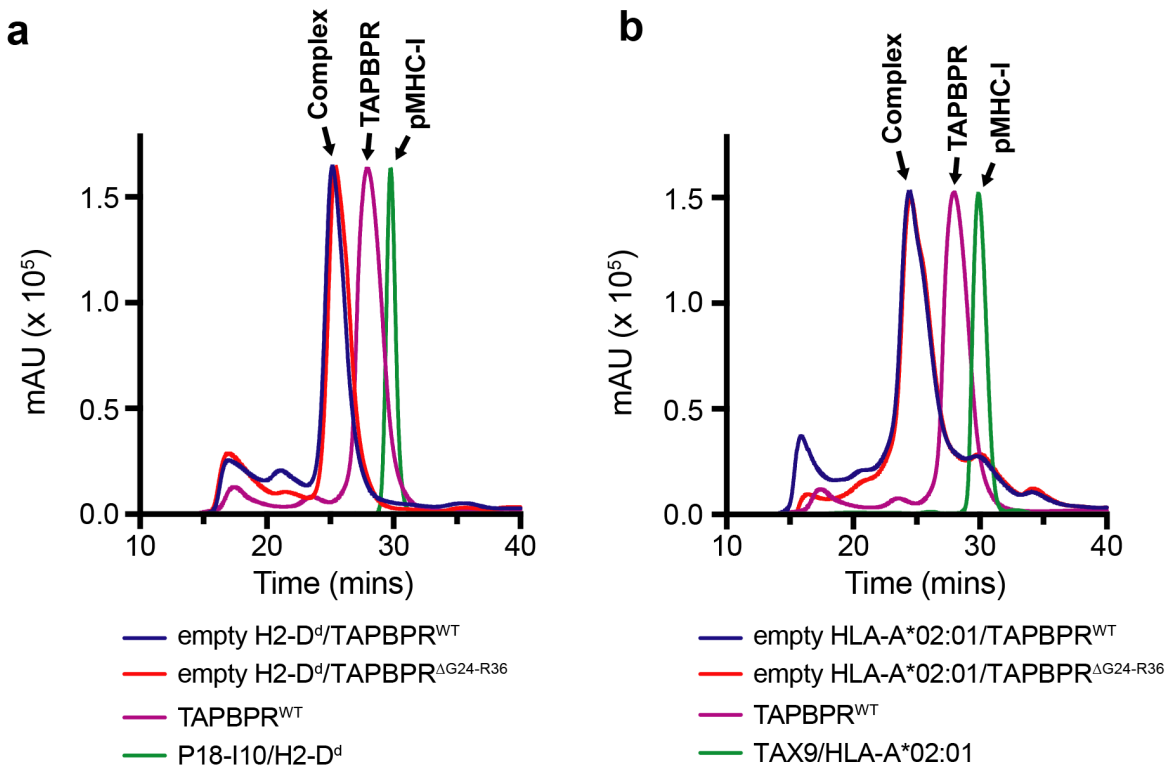 a
Complex
TAPBPR
pMHC-I
1.5
1.0
0.5
0.0
mAU (x 10⁵)
10
20
30
40
Time (mins)
empty H2-Dᵈ/TAPBPRᵂᵀ
empty H2-Dᵈ/TAPBPRΔG24-R36
TAPBPRᵂᵀ
P18-I10/H2-Dᵈ
b
Complex
TAPBPR
pMHC-I
1.5
1.0
0.5
0.0
mAU (x 10⁵)
10
20
30
40
Time (mins)
empty HLA-A*02:01/TAPBPRᵂᵀ
empty HLA-A*02:01/TAPBPRΔG24-R36
TAPBPRᵂᵀ
TAX9/HLA-A*02:01